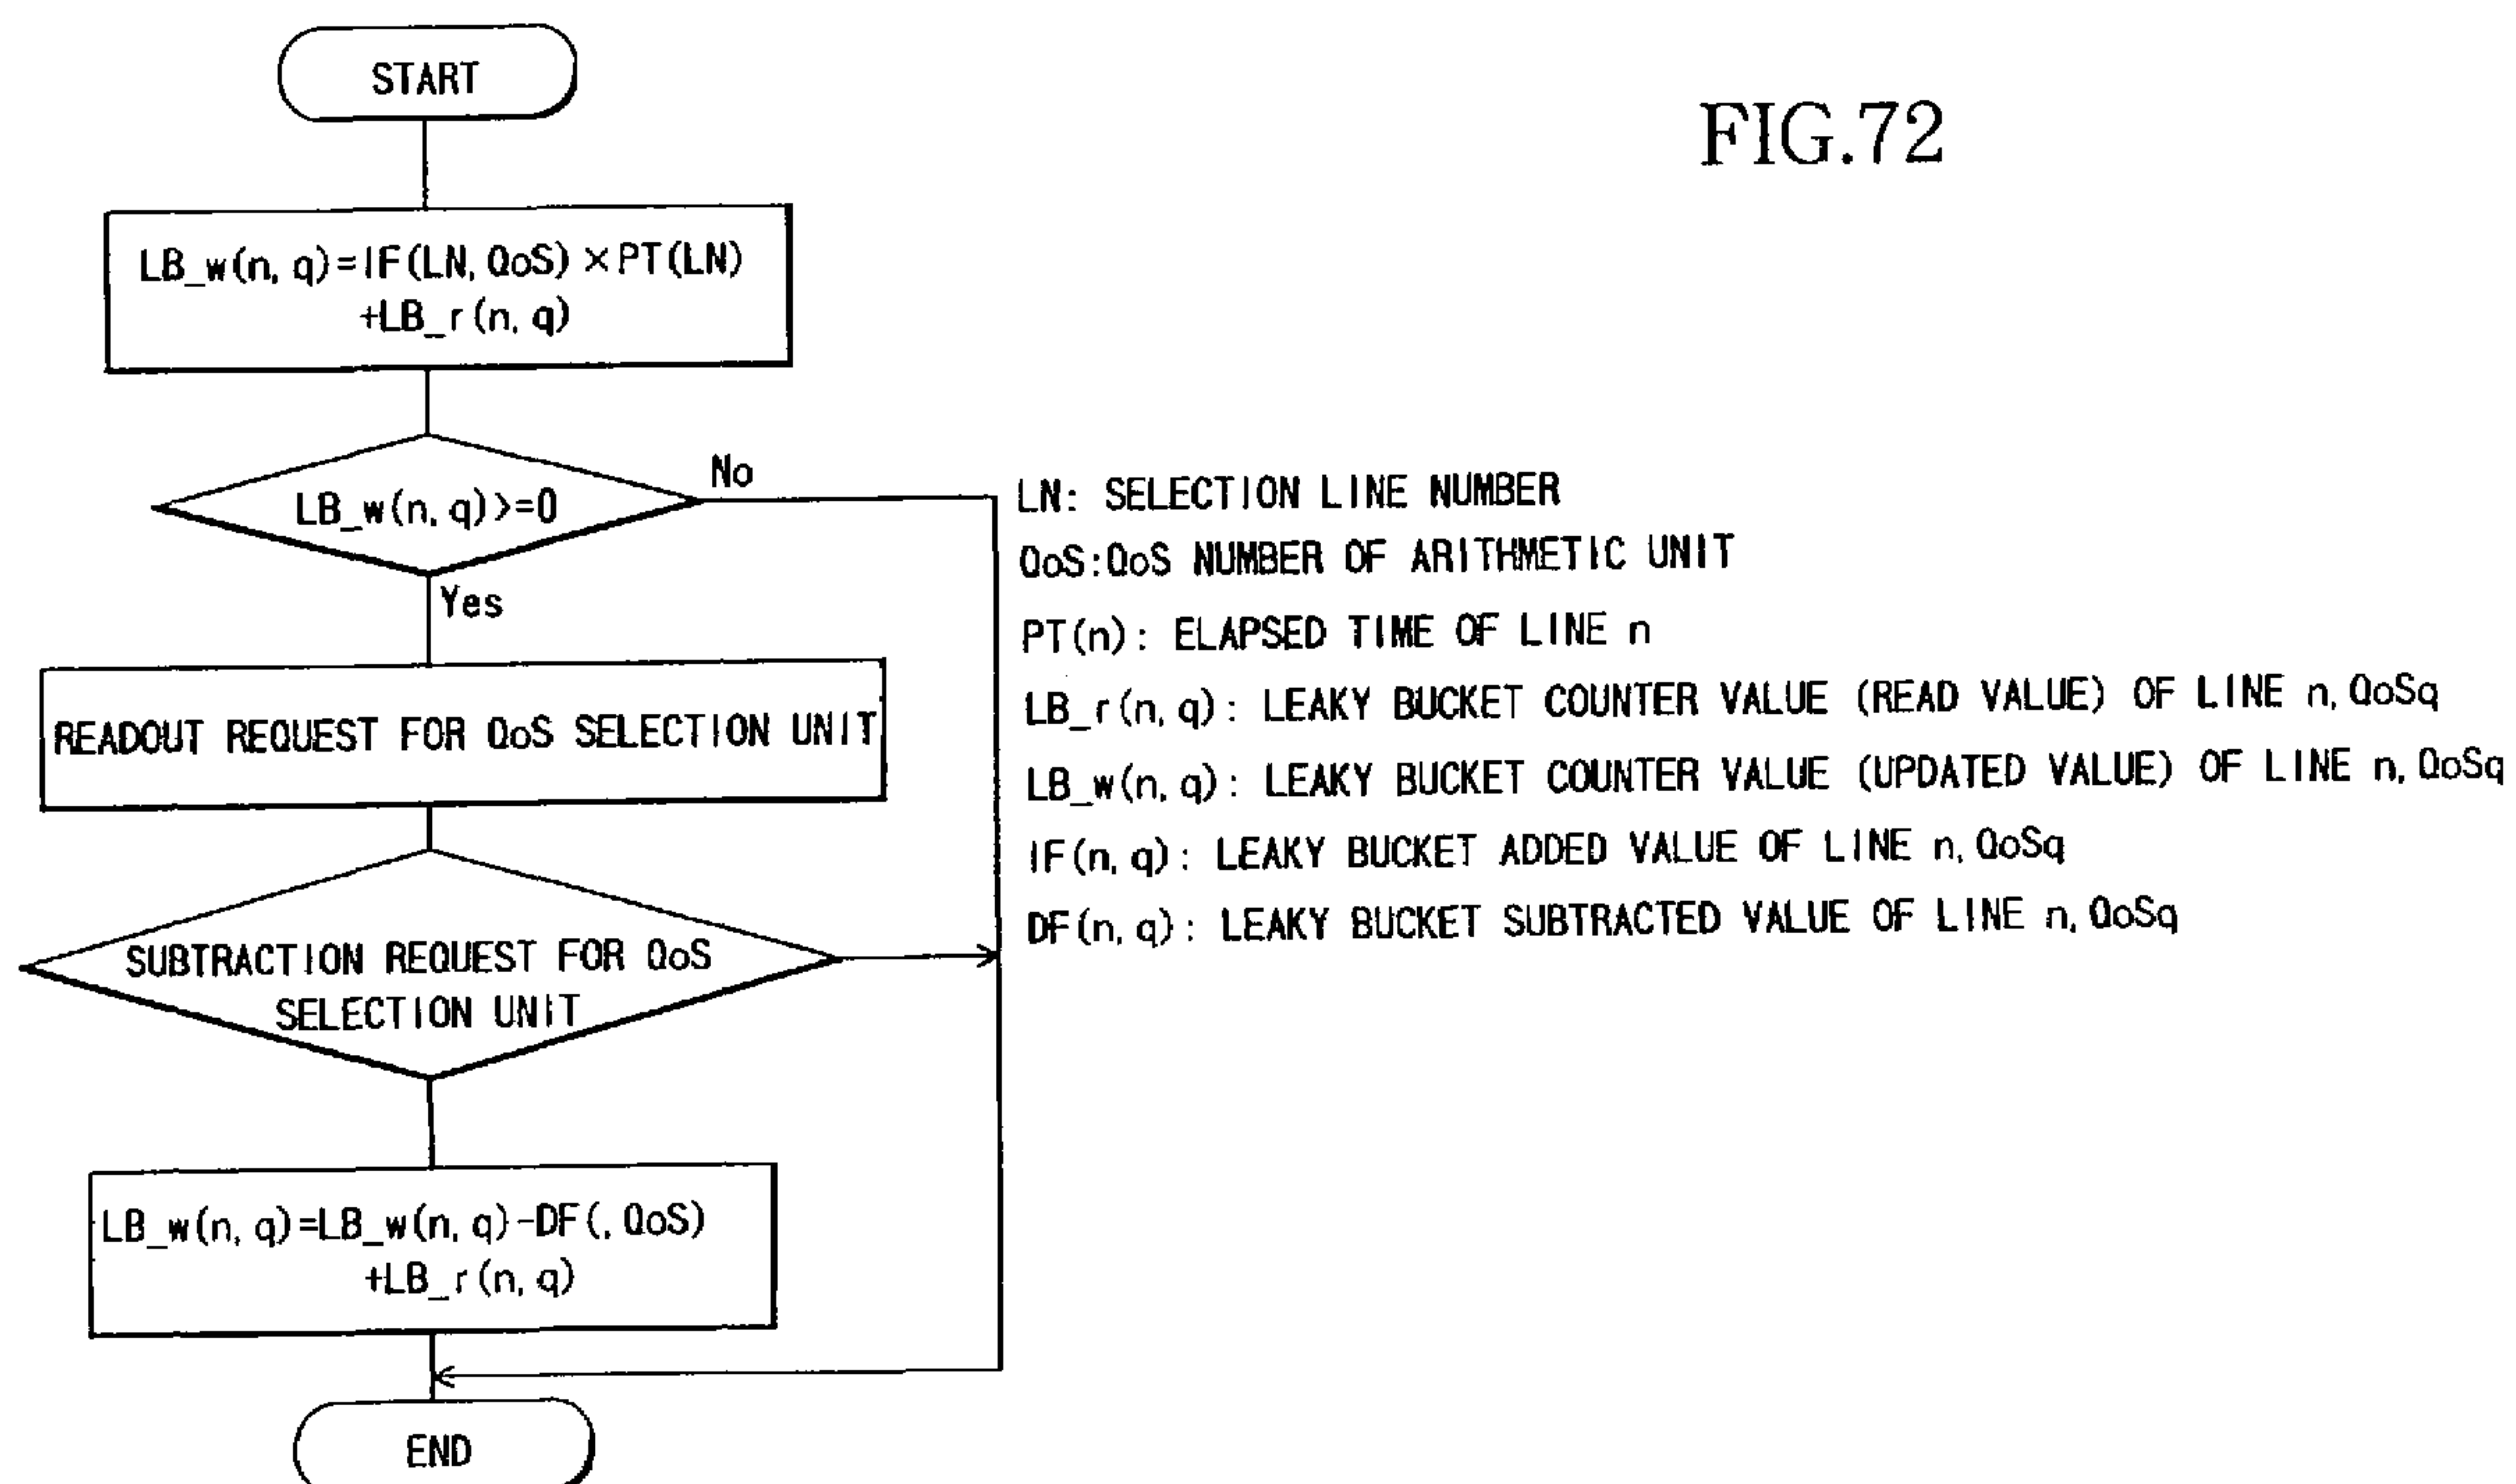 START
FIG.72
LB_w(n, q)=IF(LN, QoS)×PT(LN)
+LB_r(n, q)
LB_w(n, q)>=0
No
Yes
READOUT REQUEST FOR QoS SELECTION UNIT
SUBTRACTION REQUEST FOR QoS
SELECTION UNIT
LB_w(n, q)=LB_w(n, q)-DF(, QoS)
+LB_r(n, q)
END
LN: SELECTION LINE NUMBER
QoS:QoS NUMBER OF ARITHMETIC UNIT
PT(n): ELAPSED TIME OF LINE n
LB_r(n, q): LEAKY BUCKET COUNTER VALUE (READ VALUE) OF LINE n, QoSq
LB_w(n, q): LEAKY BUCKET COUNTER VALUE (UPDATED VALUE) OF LINE n, QoSq
IF(n, q): LEAKY BUCKET ADDED VALUE OF LINE n, QoSq
DF(n, q): LEAKY BUCKET SUBTRACTED VALUE OF LINE n, QoSq